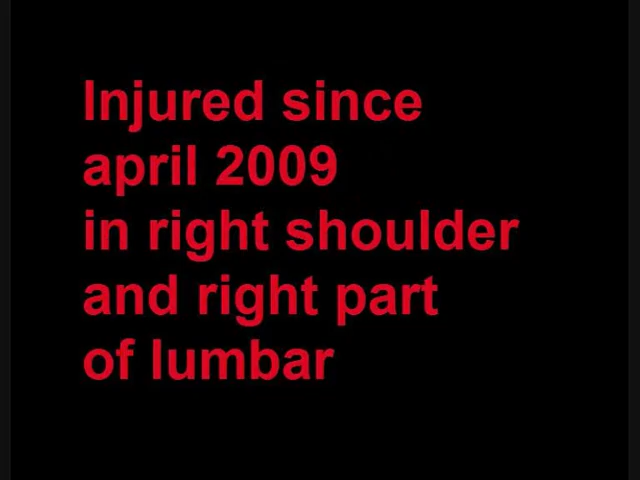 Injured since
april 2009
in right shoulder
and right part
of lumbar